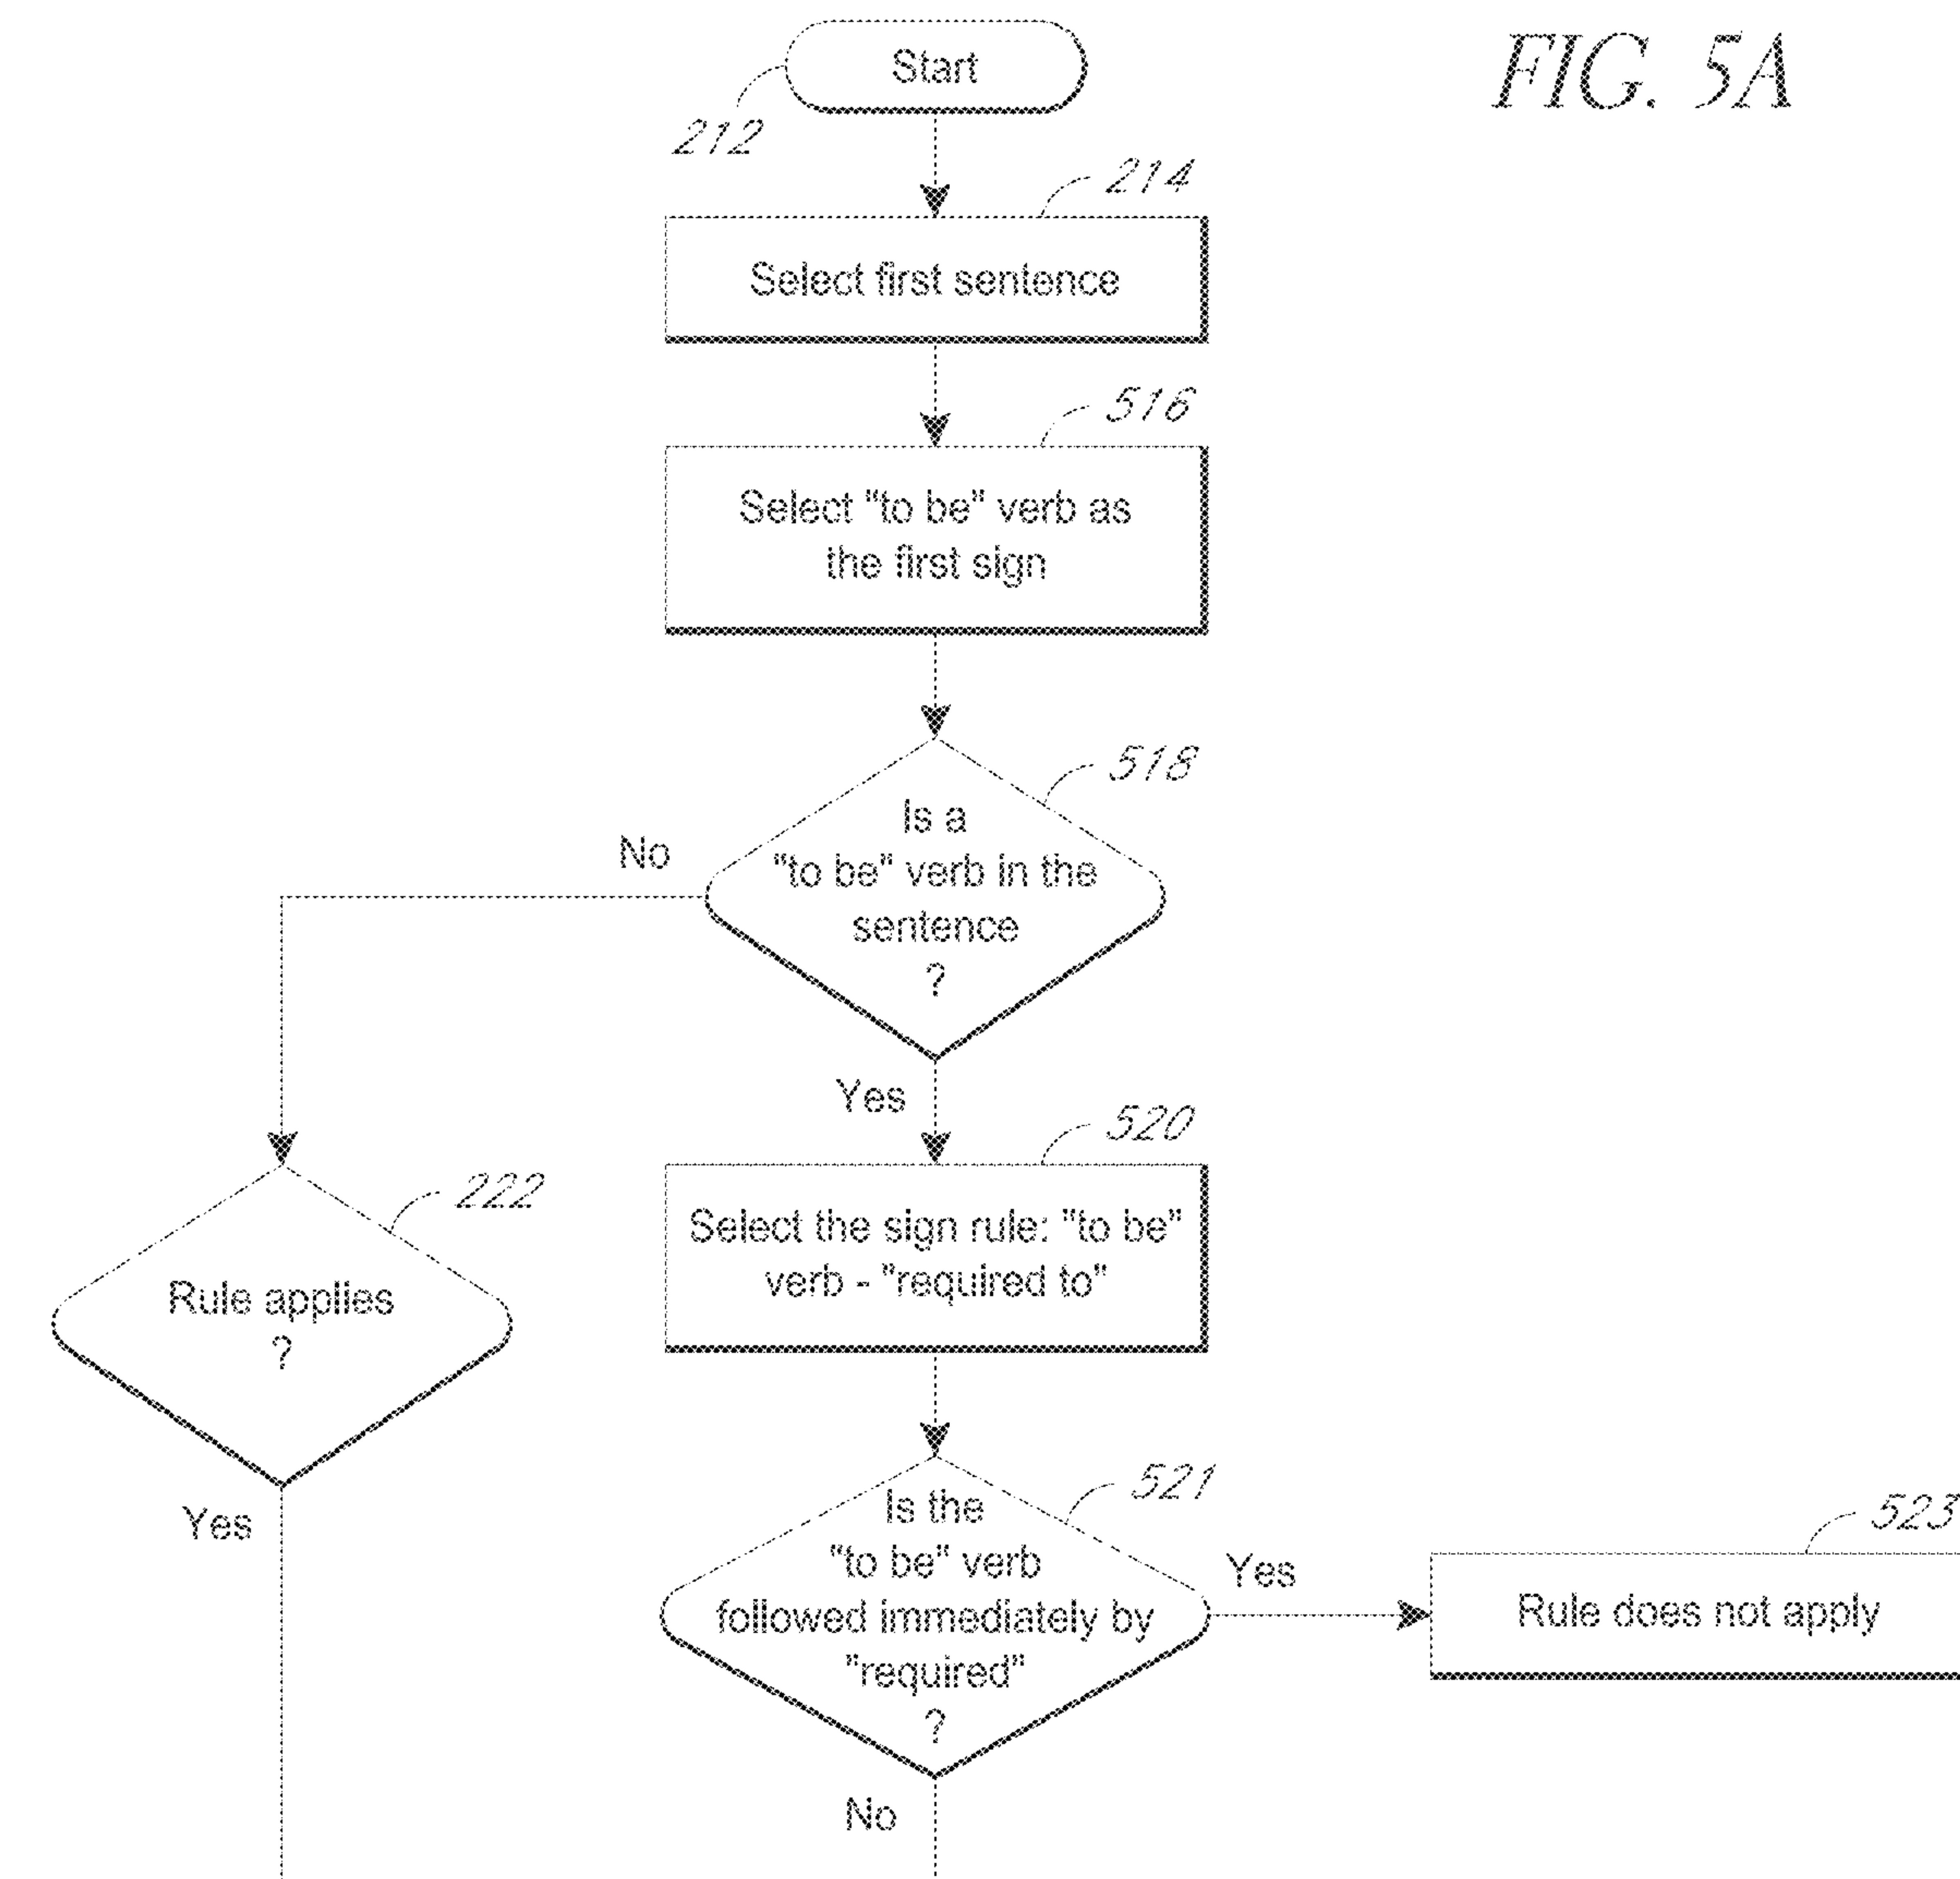 FIG. 5A
Start
212
214
Select first sentence
516
Select "to be" verb as
the first sign
518
Is a
"to be" verb in the
sentence
?
No
Yes
520
Select the sign rule: "to be"
verb - "required to"
222
Rule applies
?
Yes
521
Is the
"to be" verb
followed immediately by
"required"
?
Yes
523
Rule does not apply
No